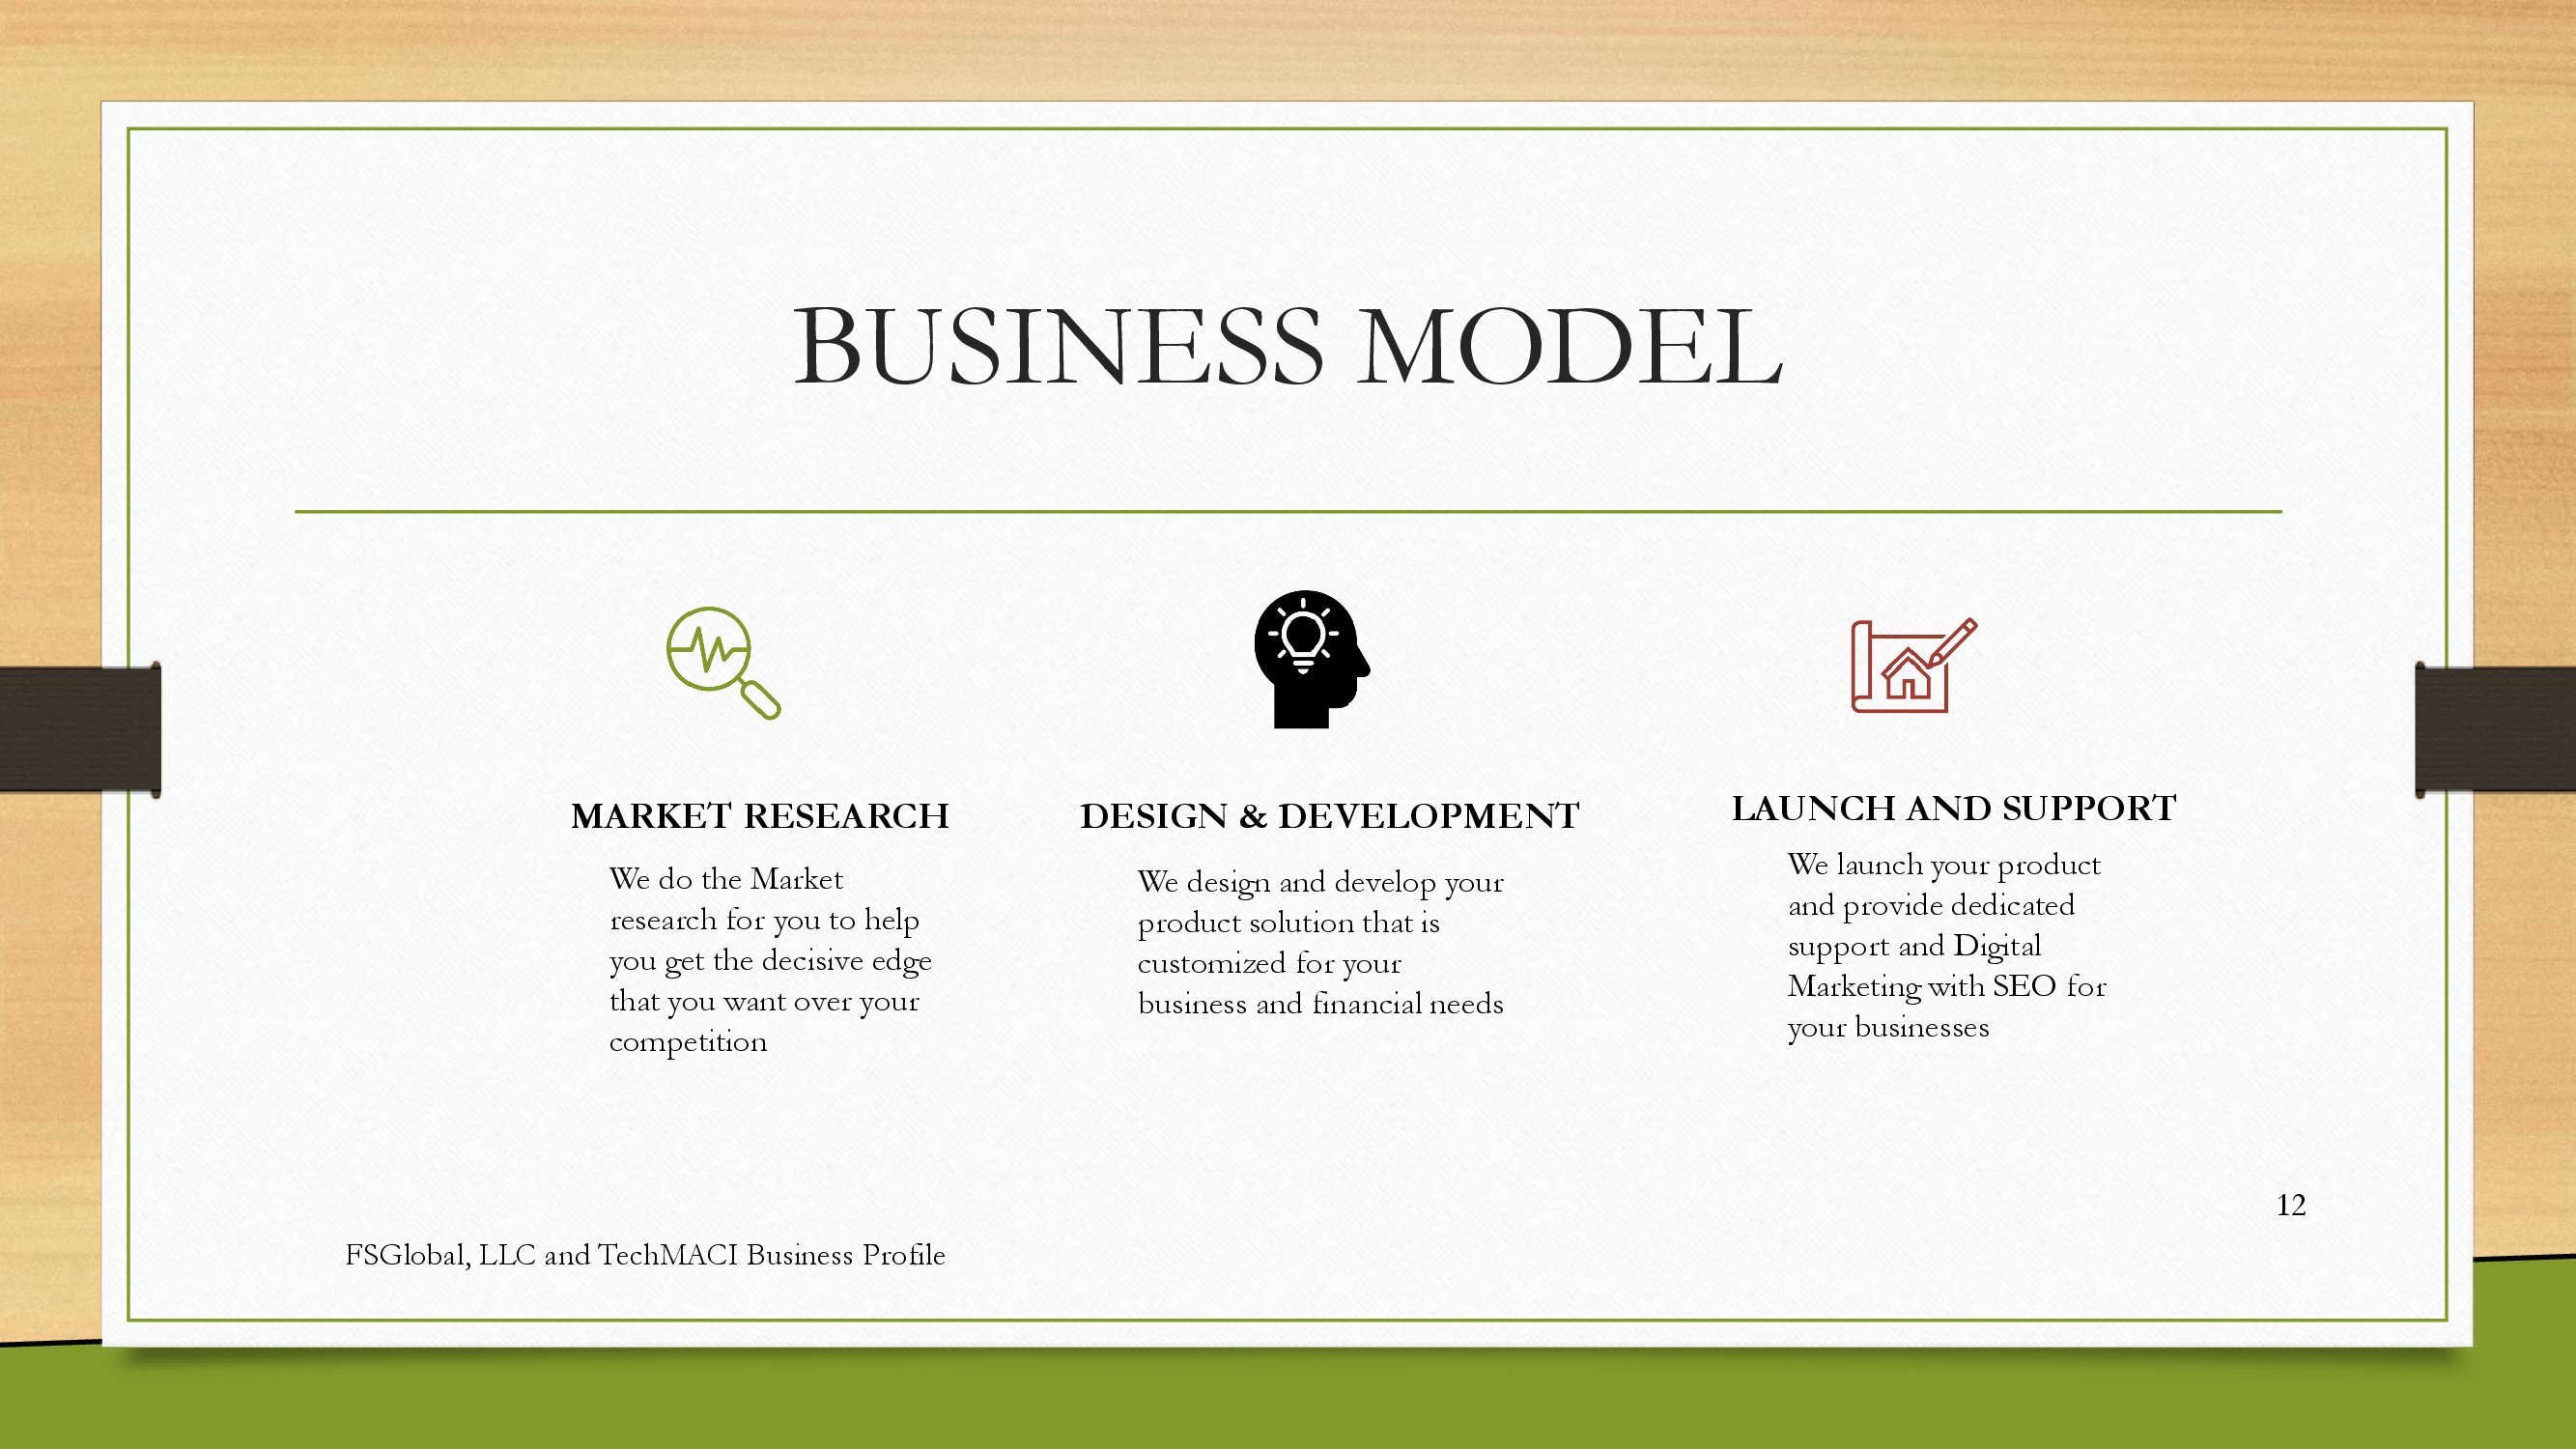 BUSINESS MODEL
MARKET RESEARCH
We do the Market
research for you to help
you get the decisive edge
that you want over your
competition
DESIGN & DEVELOPMENT
We design and develop your
product solution that is
customized for your
business and financial needs
LAUNCH AND SUPPORT
We launch your product
and provide dedicated
support and Digital
Marketing with SEO for
your businesses
12
FSGlobal, LLC and TechMACI Business Profile